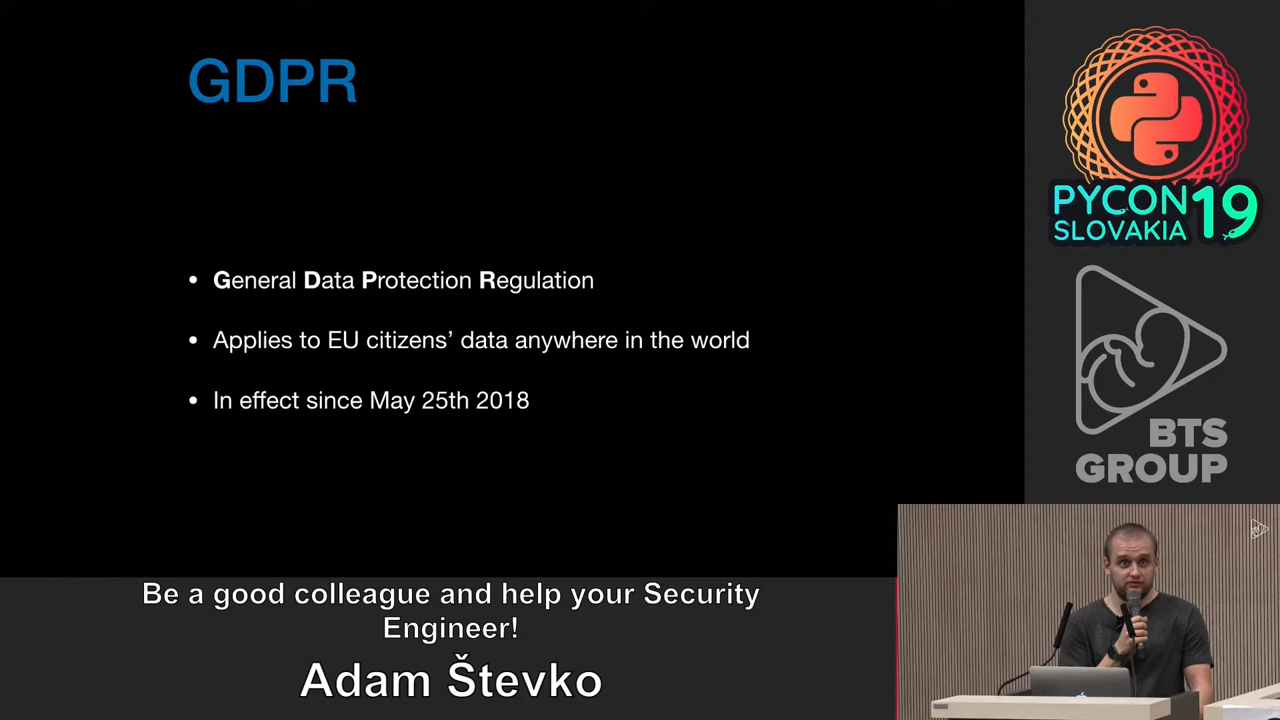 GDPR
• General Data Protection Regulation
• Applies to EU citizens’ data anywhere in the world
• In effect since May 25th 2018
PYCON
SLOVAKIA
19
BTS
GROUP
Be a good colleague and help your Security
Engineer!
Adam Števko